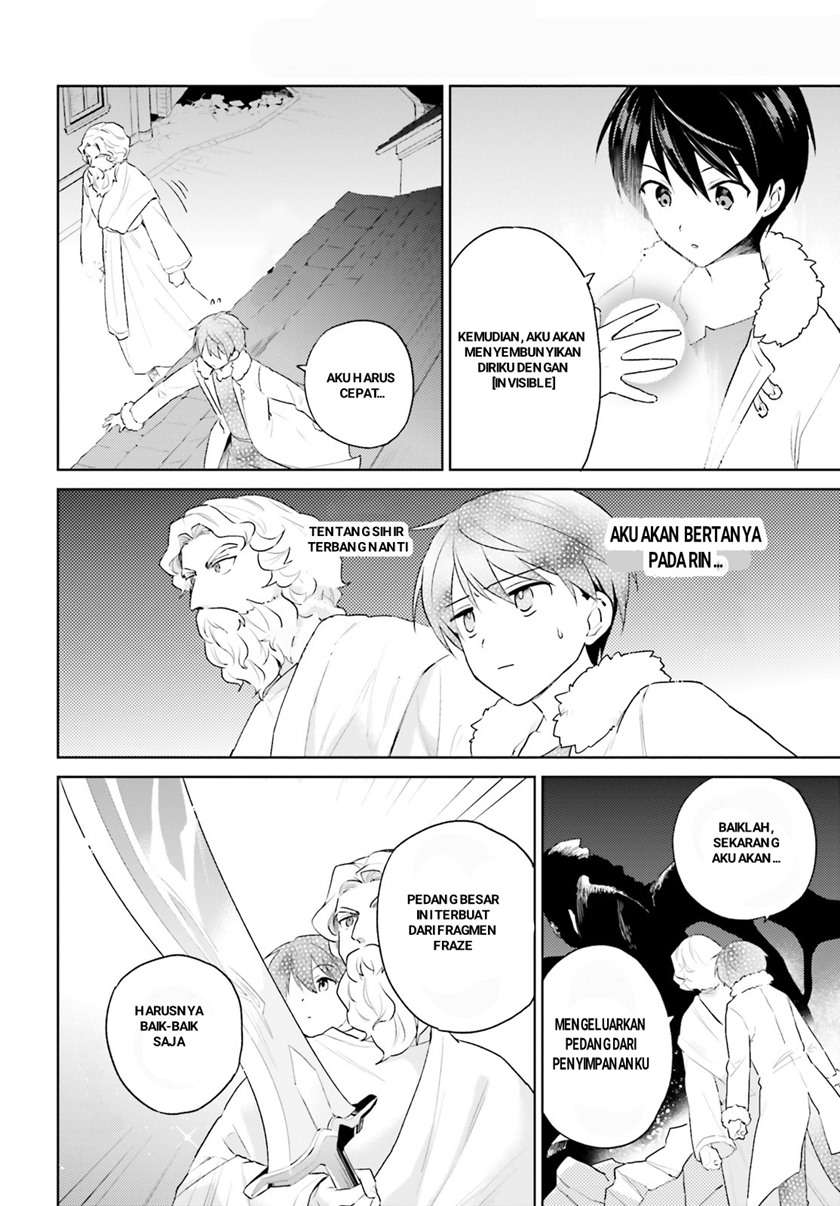 KEMUDIAN, AKU AKAN
MENYEMBUNYIKAN
DIRIKU DENGAN
[INVISIBLE]
AKU HARUS
CEPAT...
AKU AKAN BERTANYA
PADA RIN...
TENTANG SIHIR
TERBANG NANTI
BAIKLAH,
SEKARANG
AKU AKAN...
MENGELUARKAN
PEDANG DARI
PENYIMPANANKU
PEDANG BESAR
INI TERBUAT
DARI FRAGMEN
FRAZE
HARUSNYA
BAIK-BAIK
SAJA